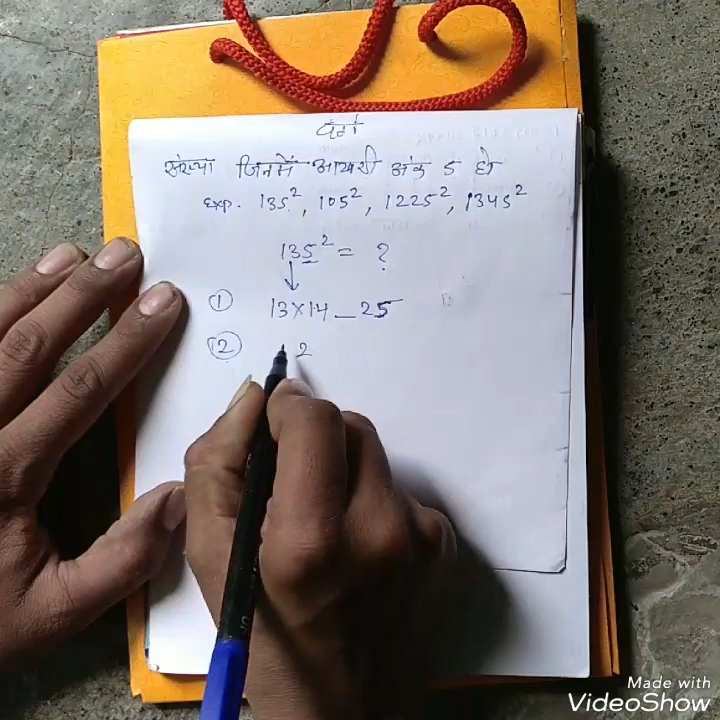 वर्ग
संख्या जिनमें आखरी अंक 5 हो
Exp. 135², 105², 1225², 1345²
135² = ?
① 13×14 _ 25
② 2
Made with
VideoShow